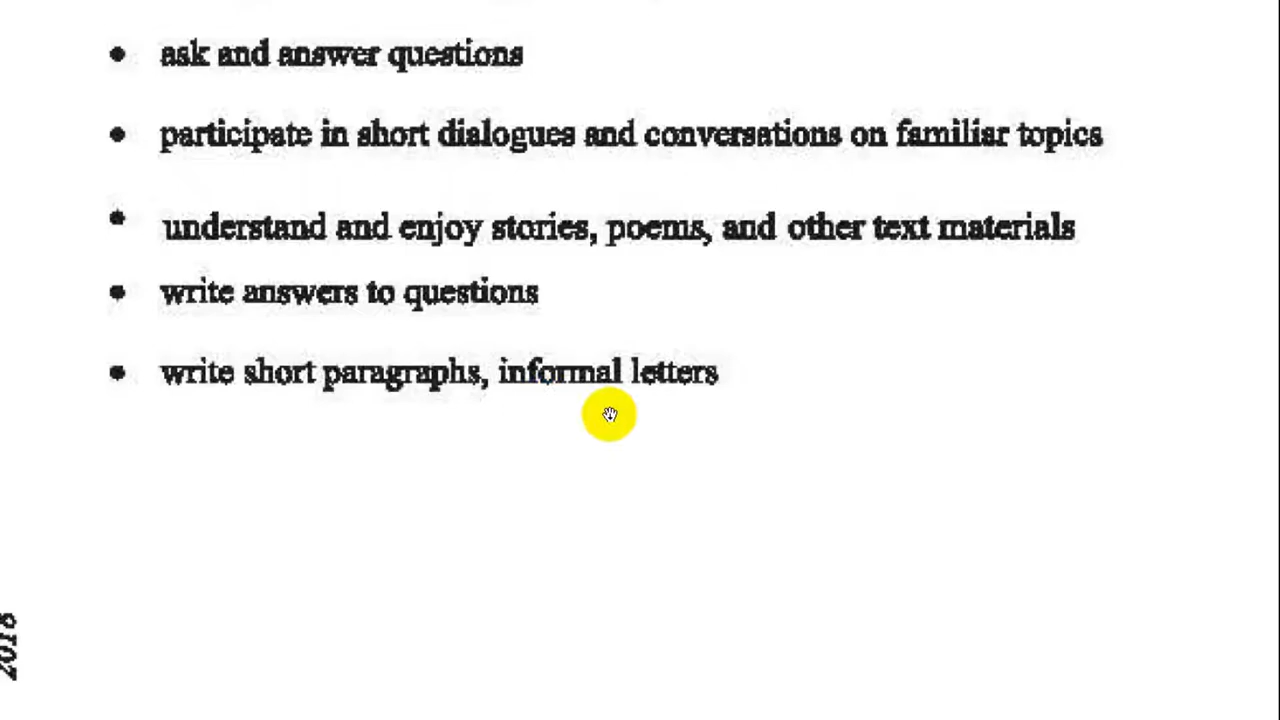 • ask and answer questions
• participate in short dialogues and conversations on familiar topics
• understand and enjoy stories, poems, and other text materials
• write answers to questions
• write short paragraphs, informal letters
2018